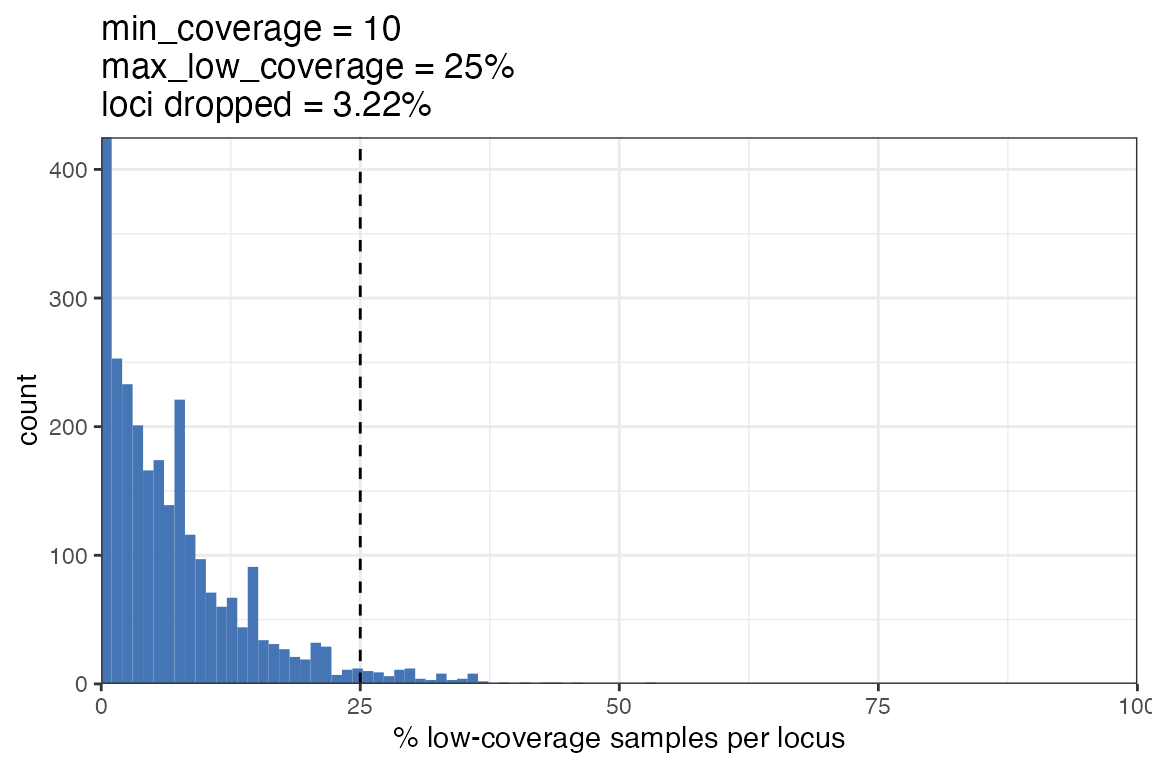 min_coverage = 10
max_low_coverage = 25%
loci dropped = 3.22%
400
300
200
100
0
count
0 25 50 75 100
% low-coverage samples per locus